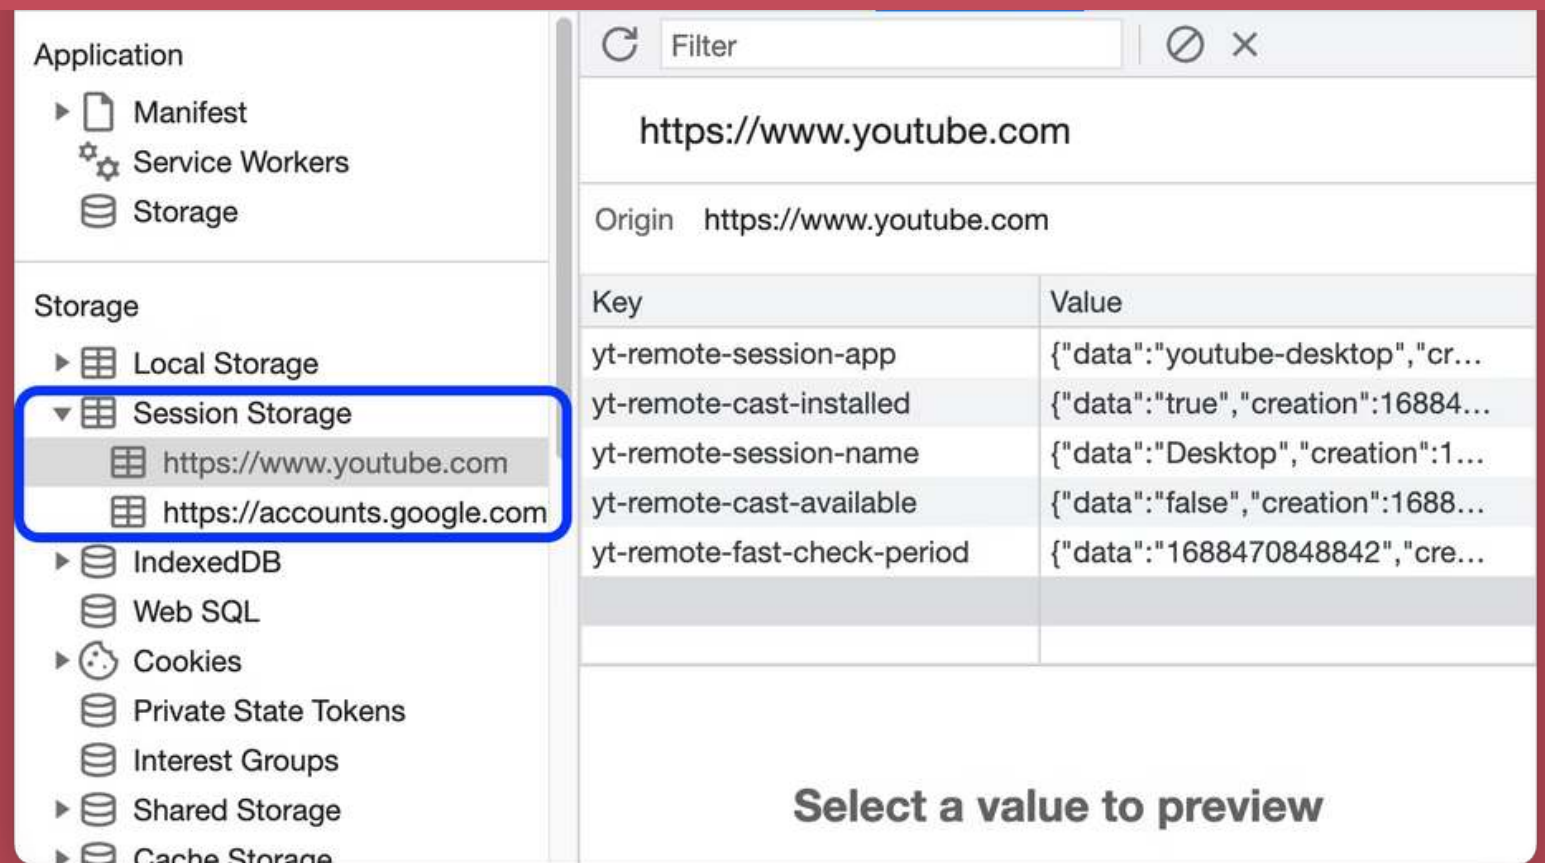 Application
Manifest
Service Workers
Storage
Storage
Local Storage
Session Storage
https://www.youtube.com
https://accounts.google.com
IndexedDB
Web SQL
Cookies
Private State Tokens
Interest Groups
Shared Storage
Cache Storage
Filter
https://www.youtube.com
Origin https://www.youtube.com
Key Value
yt-remote-session-app {"data":"youtube-desktop","cr...
yt-remote-cast-installed {"data":"true","creation":16884...
yt-remote-session-name {"data":"Desktop","creation":1...
yt-remote-cast-available {"data":"false","creation":1688...
yt-remote-fast-check-period {"data":"1688470848842","cre...
Select a value to preview